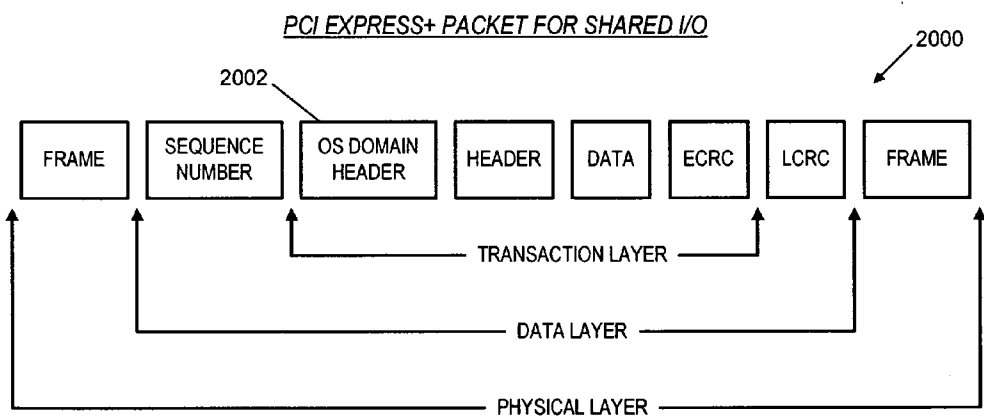 PCI EXPRESS+ PACKET FOR SHARED I/O
2000
2002
FRAME
SEQUENCE
NUMBER
OS DOMAIN
HEADER
HEADER
DATA
ECRC
LCRC
FRAME
TRANSACTION LAYER
DATA LAYER
PHYSICAL LAYER